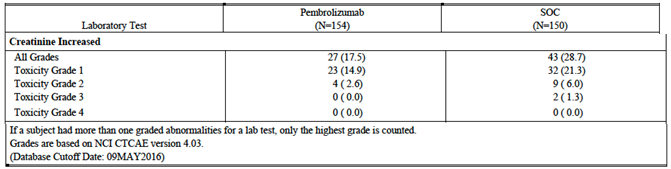 Laboratory Test Pembrolizumab (N=154) SOC (N=150)
Creatinine Increased
All Grades 27 (17.5) 43 (28.7)
Toxicity Grade 1 23 (14.9) 32 (21.3)
Toxicity Grade 2 4 ( 2.6) 9 ( 6.0)
Toxicity Grade 3 0 ( 0.0) 2 ( 1.3)
Toxicity Grade 4 0 ( 0.0) 0 ( 0.0)
If a subject had more than one graded abnormalities for a lab test, only the highest grade is counted.
Grades are based on NCI CTCAE version 4.03.
(Database Cutoff Date: 09MAY2016)